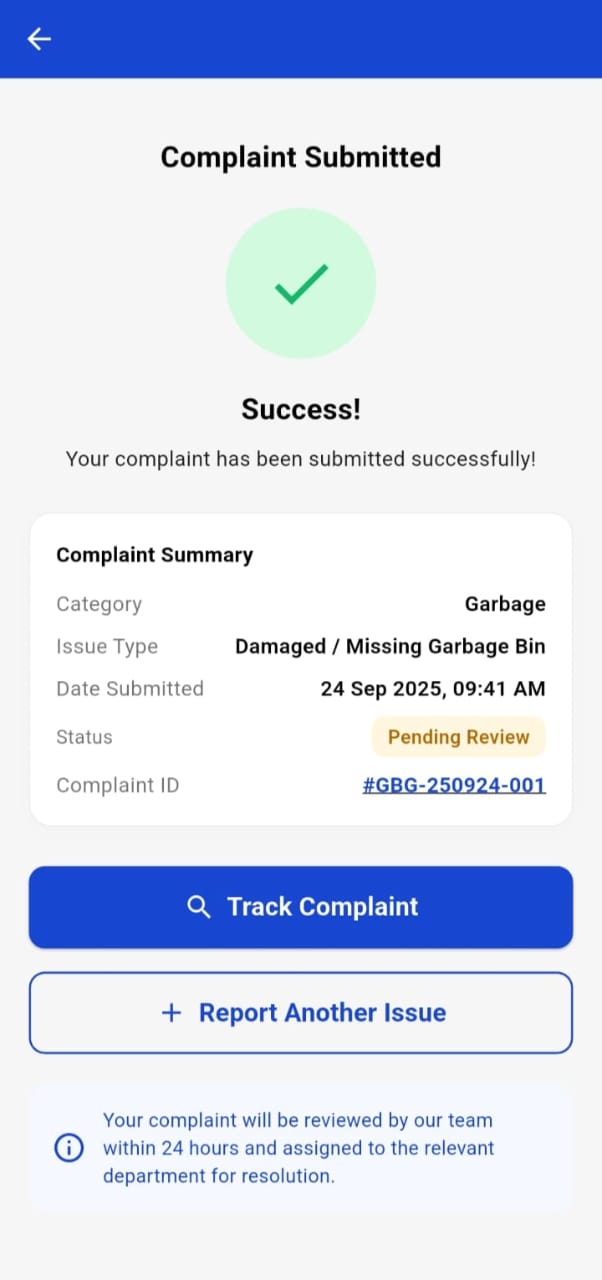 Complaint Submitted
Success!
Your complaint has been submitted successfully!
Complaint Summary
Category Garbage
Issue Type Damaged / Missing Garbage Bin
Date Submitted 24 Sep 2025, 09:41 AM
Status Pending Review
Complaint ID #GBG-250924-001
Track Complaint
Report Another Issue
Your complaint will be reviewed by our team
within 24 hours and assigned to the relevant
department for resolution.